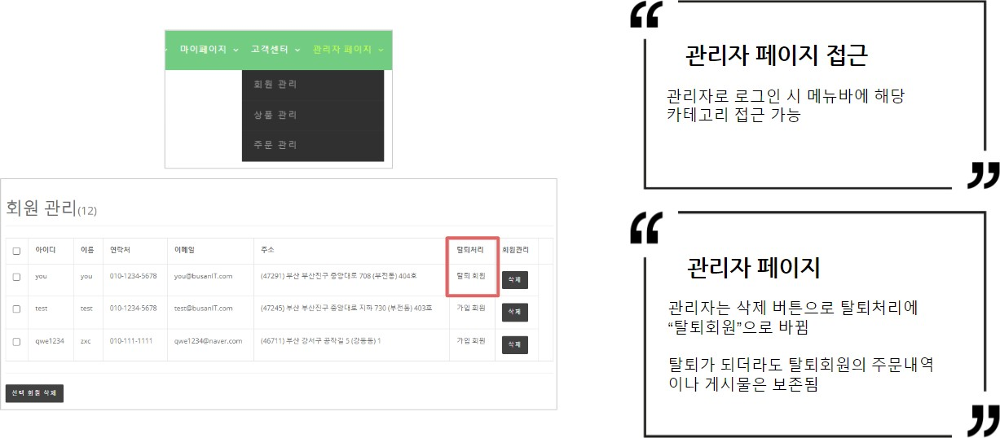 마이페이지 고객센터 관리자 페이지
회원 관리
상품 관리
주문 관리
회원 관리(12)
아이디 이름 연락처 이메일 주소 탈퇴처리 회원관리
you you 010-1234-5678 you@busanIT.com (47291) 부산 부산진구 중앙대로 708 (부전동) 404호 탈퇴 회원 삭제
test test 010-1234-5678 test@busanIT.com (47245) 부산 부산진구 중앙대로 지하 730 (부전동) 403호 가입 회원 삭제
qwe1234 zxc 010-111-1111 qwe1234@naver.com (46711) 부산 강서구 공작길 5 (강동동) 1 가입 회원 삭제
선택 회원 삭제
❝
관리자 페이지 접근
관리자로 로그인 시 메뉴바에 해당
카테고리 접근 가능
❞
❝
관리자 페이지
관리자는 삭제 버튼으로 탈퇴처리에
“탈퇴회원”으로 바뀜
탈퇴가 되더라도 탈퇴회원의 주문내역
이나 게시물은 보존됨
❞